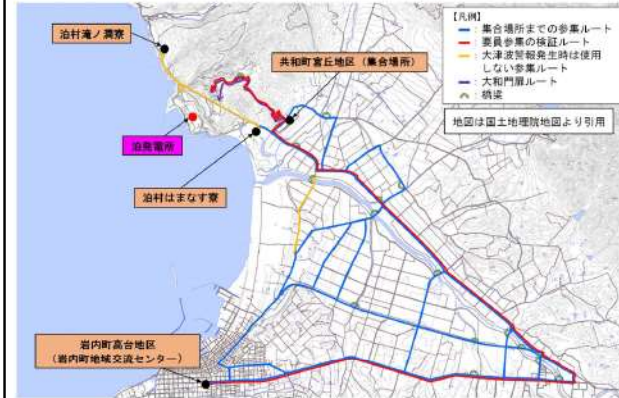 【凡例】
：集合場所までの参集ルート
：要員参集の検証ルート
：大津波警報発生時は使用
しない参集ルート
：大和門扉ルート
：橋梁
地図は国土地理院地図より引用
泊村滝ノ澗寮
共和町宮丘地区（集合場所）
泊発電所
泊村はまなす寮
岩内町高台地区
（岩内町地域交流センター）